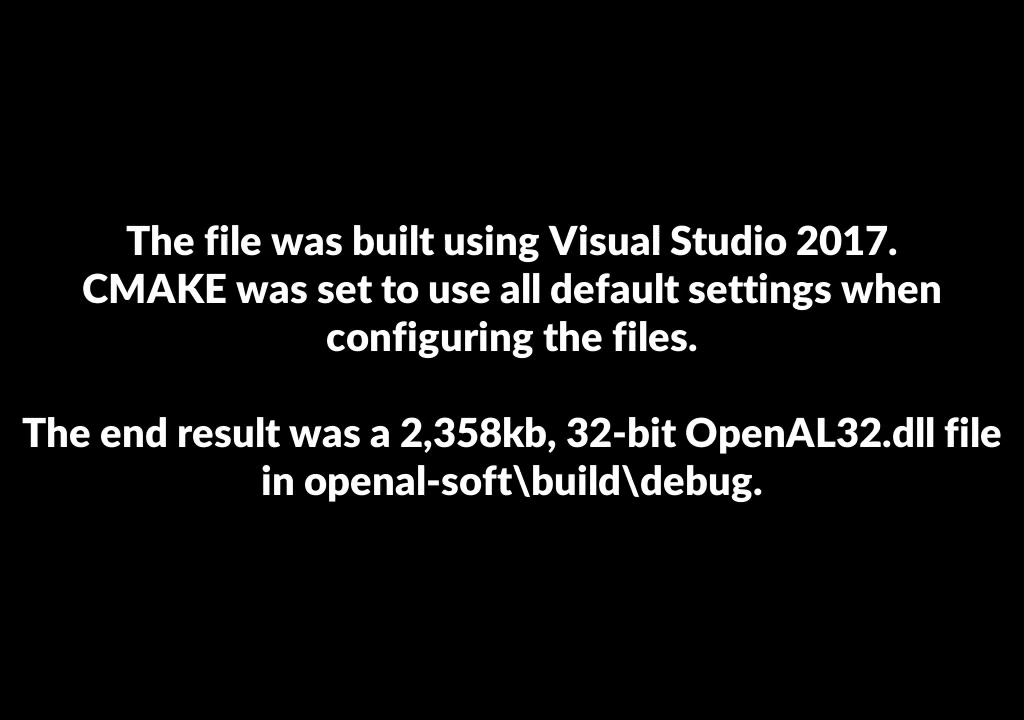 The file was built using Visual Studio 2017.
CMAKE was set to use all default settings when
configuring the files.
The end result was a 2,358kb, 32-bit OpenAL32.dll file
in openal-soft\build\debug.